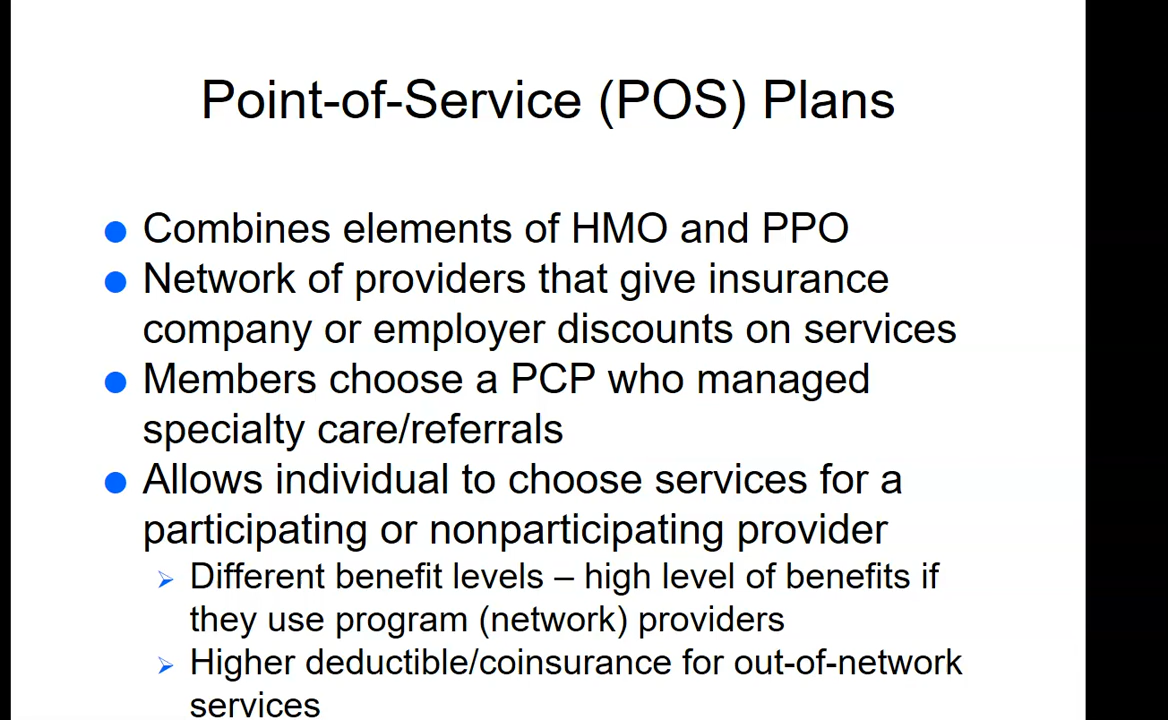 Point-of-Service (POS) Plans
Combines elements of HMO and PPO
Network of providers that give insurance
company or employer discounts on services
Members choose a PCP who managed
specialty care/referrals
Allows individual to choose services for a
participating or nonparticipating provider
Different benefit levels – high level of benefits if
they use program (network) providers
Higher deductible/coinsurance for out-of-network
services